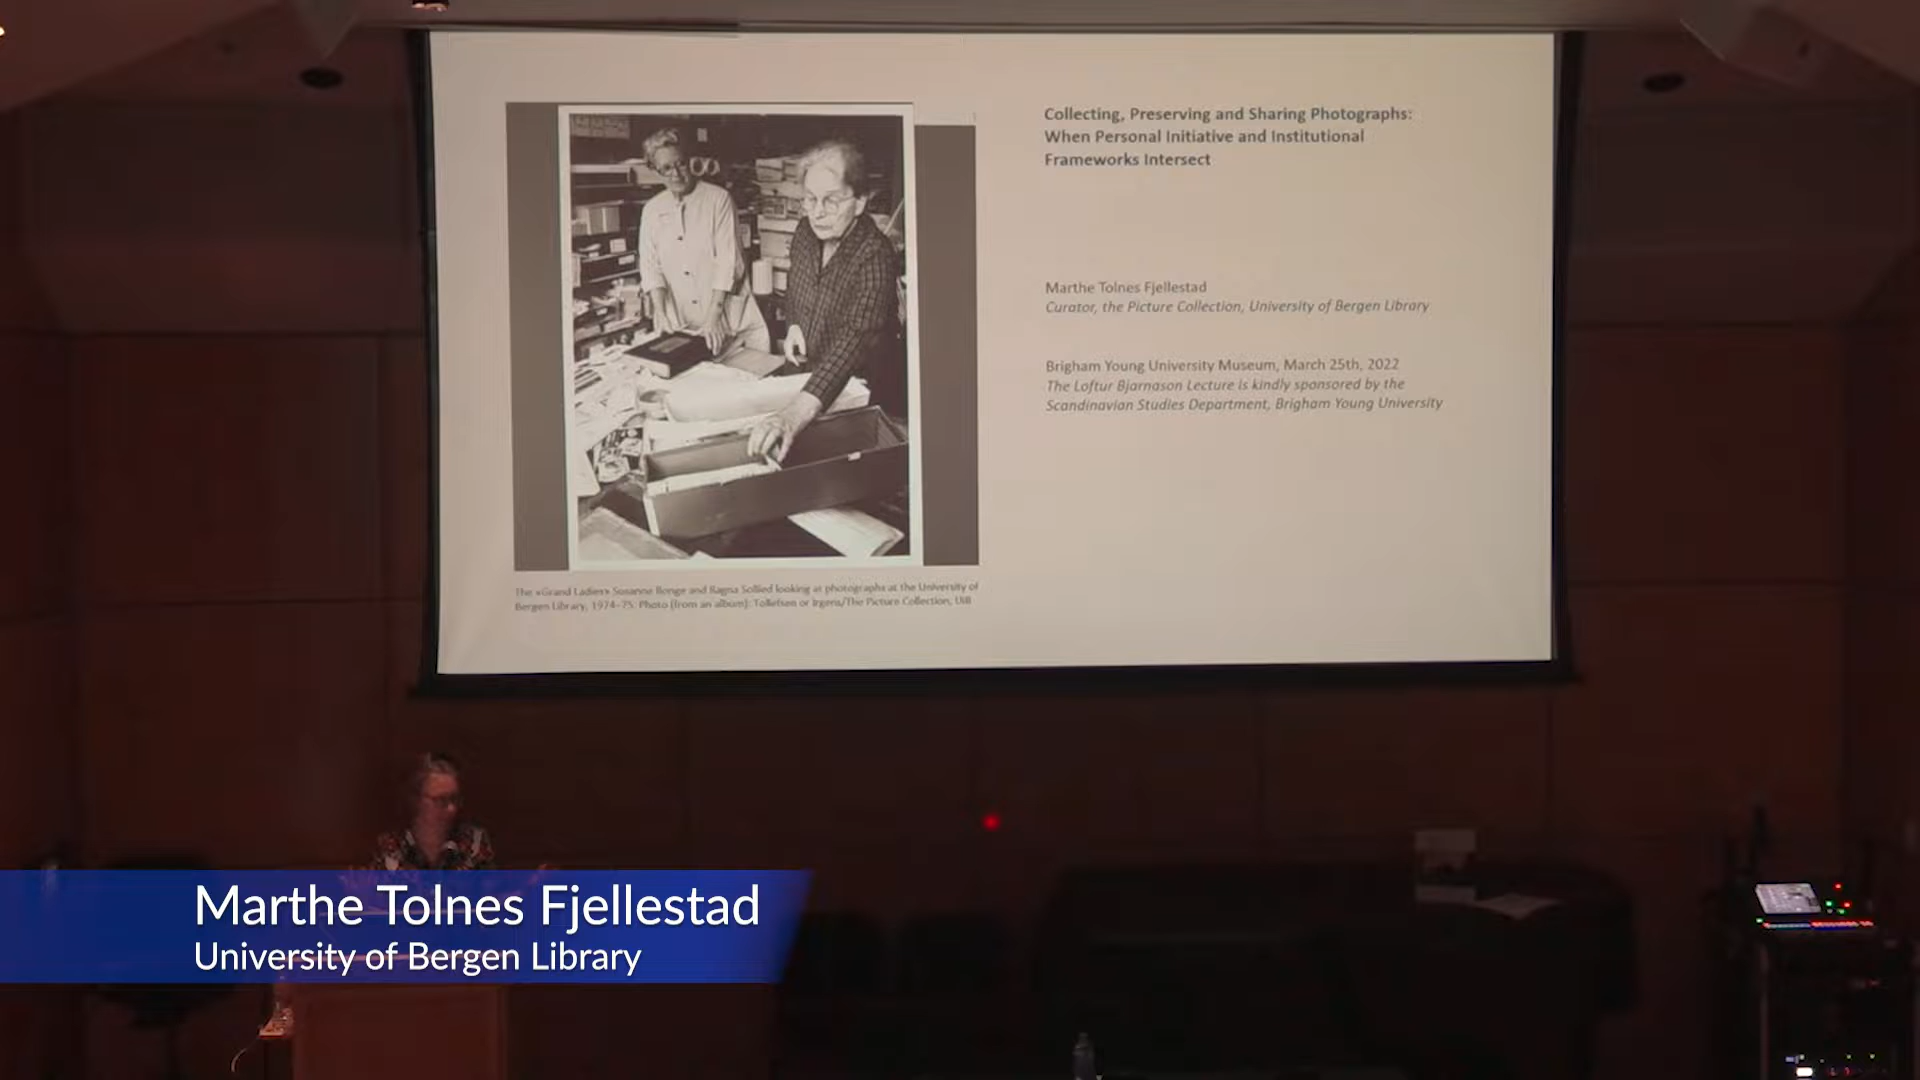 Collecting, Preserving and Sharing Photographs:
When Personal Initiative and Institutional
Frameworks Intersect
Marthe Tolnes Fjellestad
Curator, the Picture Collection, University of Bergen Library
Brigham Young University Museum, March 25th, 2022
The Loftur Bjarnason Lecture is kindly sponsored by the
Scandinavian Studies Department, Brigham Young University
The «Grand Ladies» Susanne Bonge and Ragna Sollied looking at photographs at the University of
Bergen Library, 1974–75. Photo (from an album): Tollefsen or Irgens/The Picture Collection, UiB
Marthe Tolnes Fjellestad
University of Bergen Library